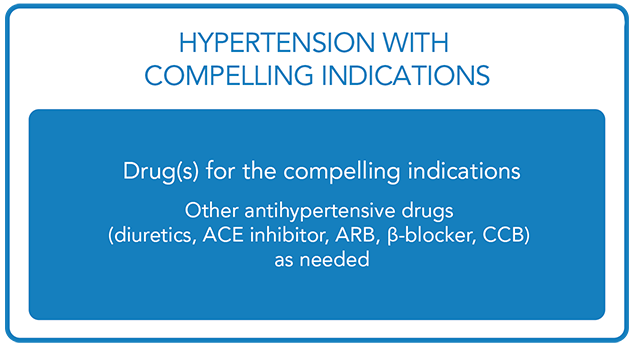 HYPERTENSION WITH
COMPELLING INDICATIONS
Drug(s) for the compelling indications
Other antihypertensive drugs
(diuretics, ACE inhibitor, ARB, β-blocker, CCB)
as needed